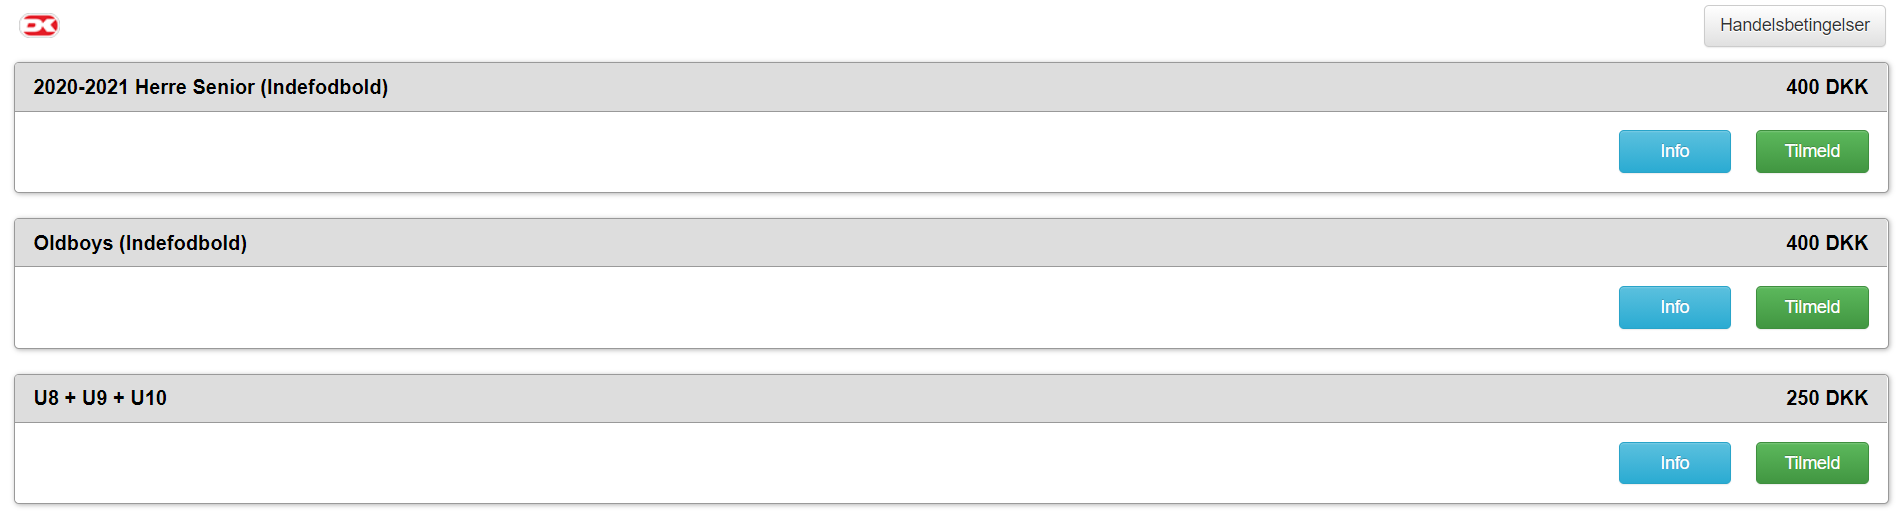 DK
Handelsbetingelser
2020-2021 Herre Senior (Indefodbold) 400 DKK
Info Tilmeld
Oldboys (Indefodbold) 400 DKK
Info Tilmeld
U8 + U9 + U10 250 DKK
Info Tilmeld